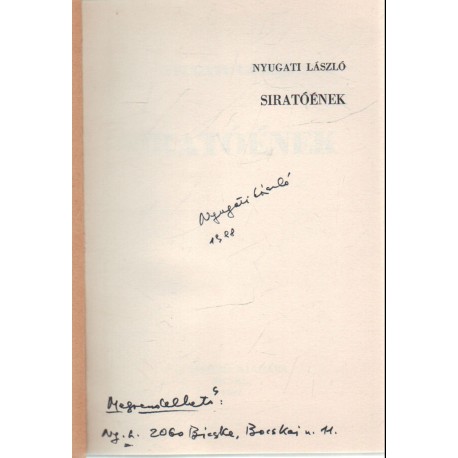 NYUGATI LÁSZLÓ
SIRATÓÉNEK
Nyugati László
1988
Megrendelhető:
Ny. L. 2060 Bicske, Bocskai u. 11.